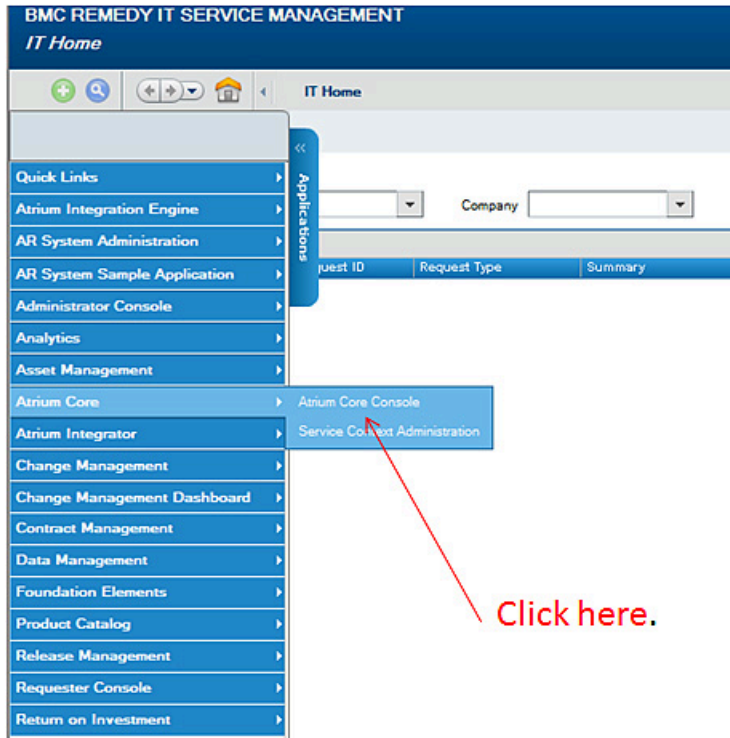 BMC REMEDY IT SERVICE MANAGEMENT
IT Home
IT Home
Applications
Company
Request Type
Summary
Quick Links
Atrium Integration Engine
AR System Administration
AR System Sample Application
Administrator Console
Analytics
Asset Management
Atrium Core
Atrium Core Console
Service Context Administration
Atrium Integrator
Change Management
Change Management Dashboard
Contract Management
Data Management
Foundation Elements
Product Catalog
Release Management
Requester Console
Return on Investment
Click here.